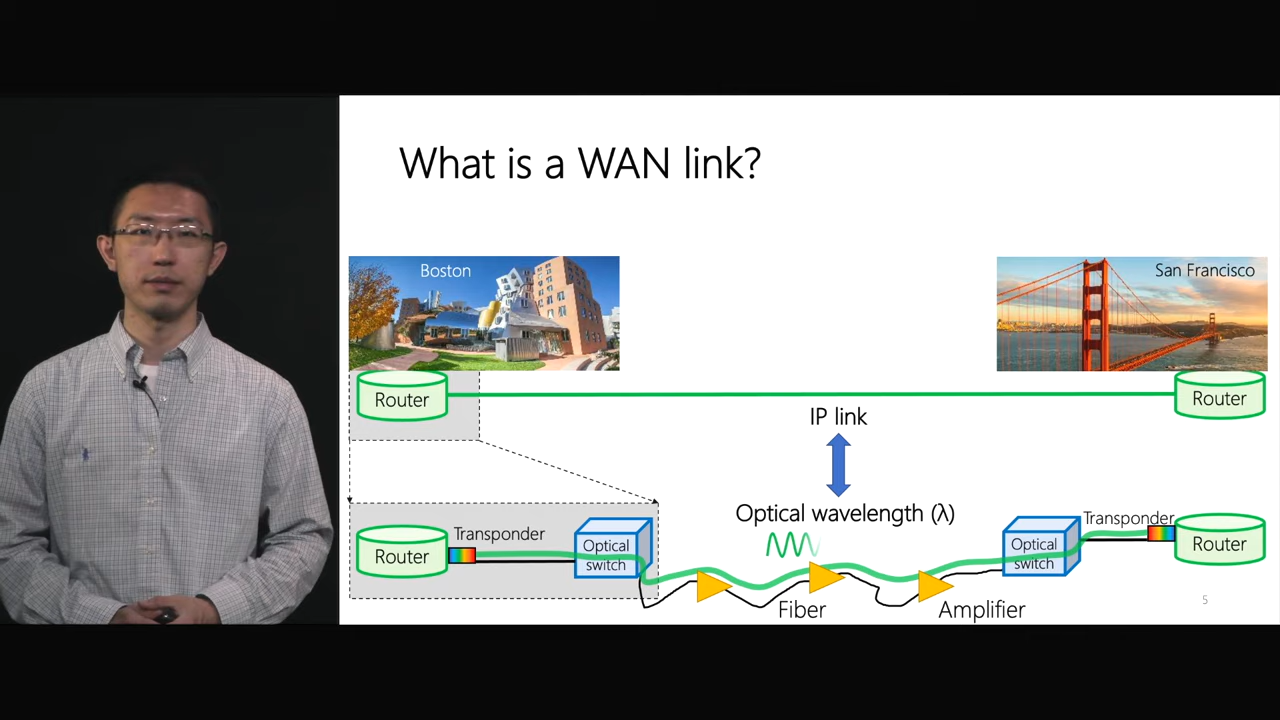 What is a WAN link?
Boston
San Francisco
Router
Router
IP link
Optical wavelength (λ)
Transponder
Transponder
Router
Optical
switch
Optical
switch
Router
Fiber
Amplifier
5